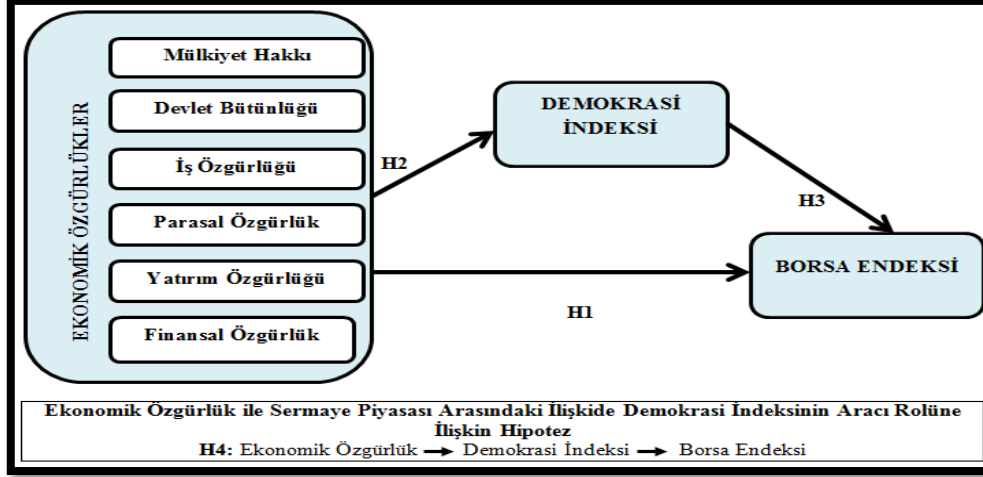 EKONOMİK ÖZGÜRLÜKLER
Mülkiyet Hakkı
Devlet Bütünlüğü
İş Özgürlüğü
Parasal Özgürlük
Yatırım Özgürlüğü
Finansal Özgürlük
H2
DEMOKRASİ
İNDEKSİ
H3
BORSA ENDEKSİ
H1
Ekonomik Özgürlük ile Sermaye Piyasası Arasındaki İlişkide Demokrasi İndeksinin Aracı Rolüne
İlişkin Hipotez
H4: Ekonomik Özgürlük → Demokrasi İndeksi → Borsa Endeksi